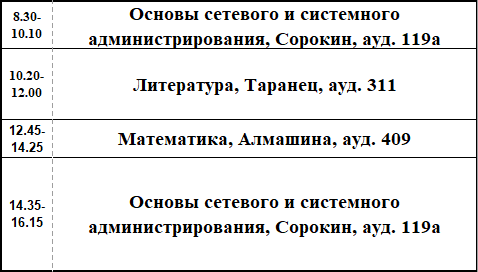 8.30-
10.10
Основы сетевого и системного
администрирования, Сорокин, ауд. 119а
10.20-
12.00
Литература, Таранец, ауд. 311
12.45-
14.25
Математика, Алмашина, ауд. 409
14.35-
16.15
Основы сетевого и системного
администрирования, Сорокин, ауд. 119а